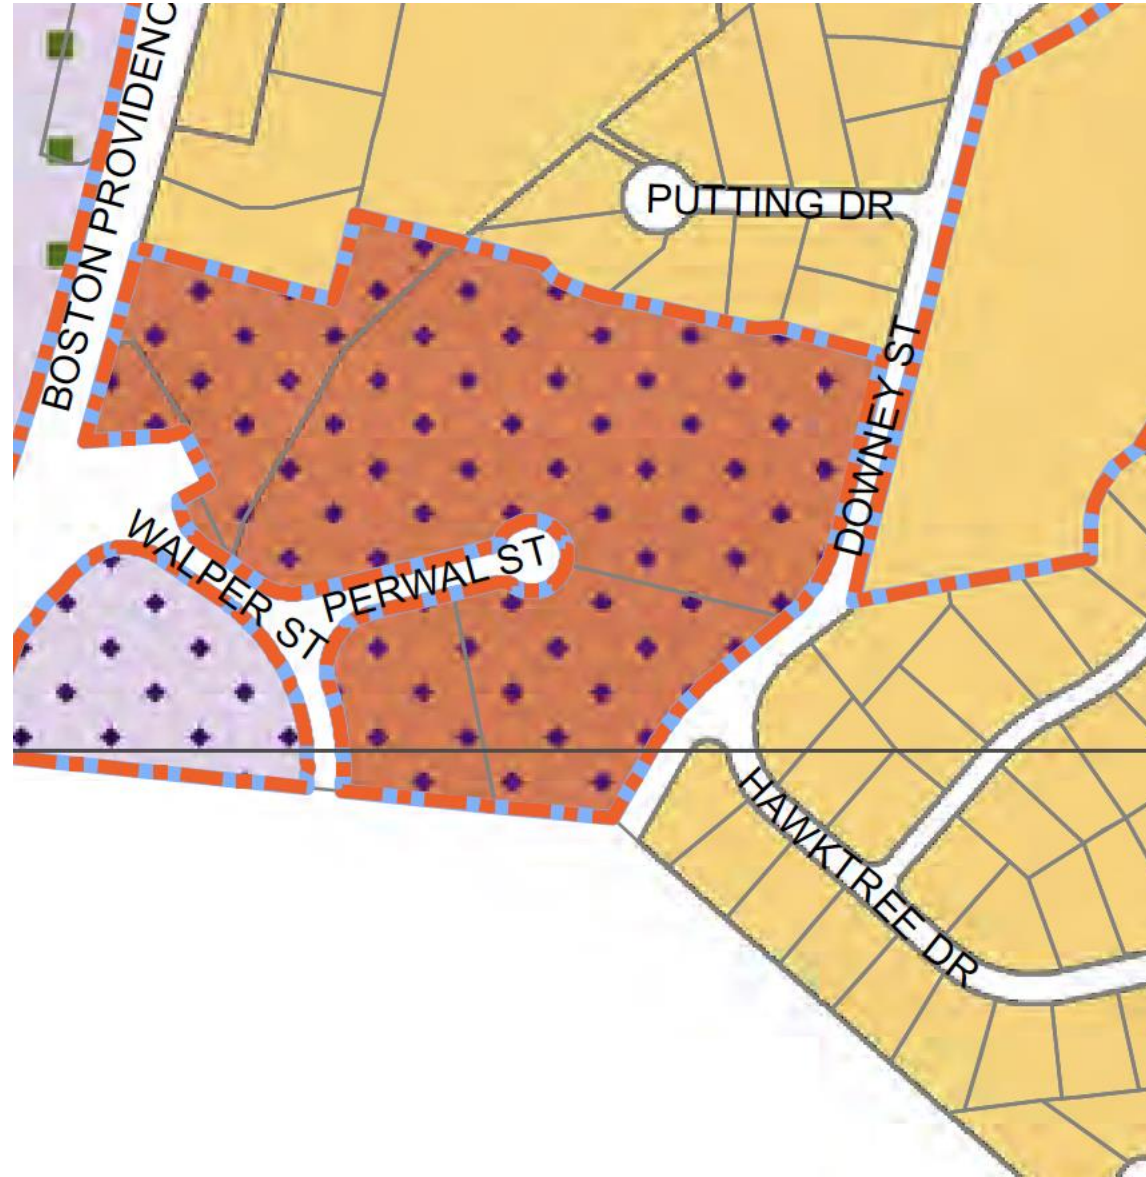 BOSTON PROVIDENC
PUTTING DR
DOWNEY ST
WALPER ST
PERWAL ST
HAWKTREE DR